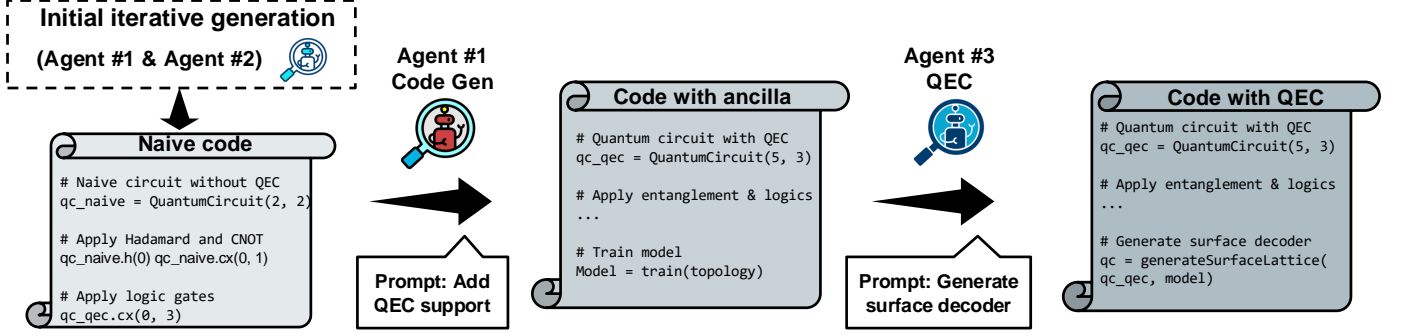 Initial iterative generation
(Agent #1 & Agent #2)
Naive code
# Naive circuit without QEC
qc_naive = QuantumCircuit(2, 2)
# Apply Hadamard and CNOT
qc_naive.h(0) qc_naive.cx(0, 1)
# Apply logic gates
qc_qec.cx(0, 3)
Agent #1
Code Gen
Prompt: Add
QEC support
Code with ancilla
# Quantum circuit with QEC
qc_qec = QuantumCircuit(5, 3)
# Apply entanglement & logics
...
# Train model
Model = train(topology)
Agent #3
QEC
Prompt: Generate
surface decoder
Code with QEC
# Quantum circuit with QEC
qc_qec = QuantumCircuit(5, 3)
# Apply entanglement & logics
...
# Generate surface decoder
qc = generateSurfaceLattice(
qc_qec, model)